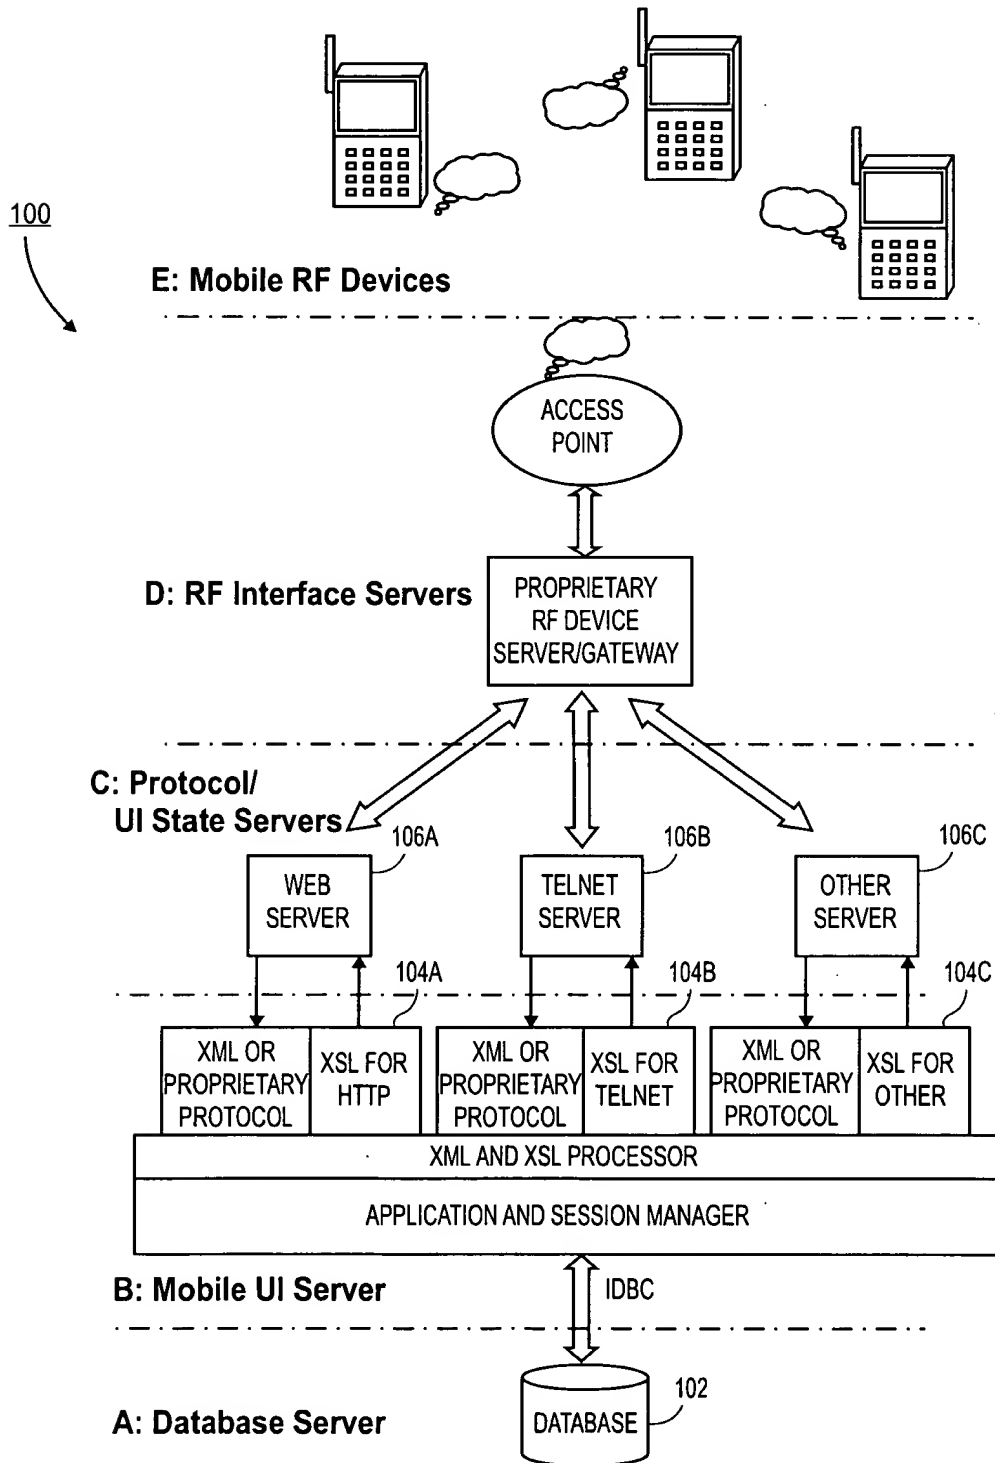 100
E: Mobile RF Devices
ACCESS
POINT
D: RF Interface Servers
PROPRIETARY
RF DEVICE
SERVER/GATEWAY
C: Protocol/
UI State Servers
106A
106B
106C
WEB
SERVER
TELNET
SERVER
OTHER
SERVER
104A
104B
104C
XML OR
PROPRIETARY
PROTOCOL
XSL FOR
HTTP
XML OR
PROPRIETARY
PROTOCOL
XSL FOR
TELNET
XML OR
PROPRIETARY
PROTOCOL
XSL FOR
OTHER
XML AND XSL PROCESSOR
APPLICATION AND SESSION MANAGER
B: Mobile UI Server
IDBC
A: Database Server
DATABASE
102